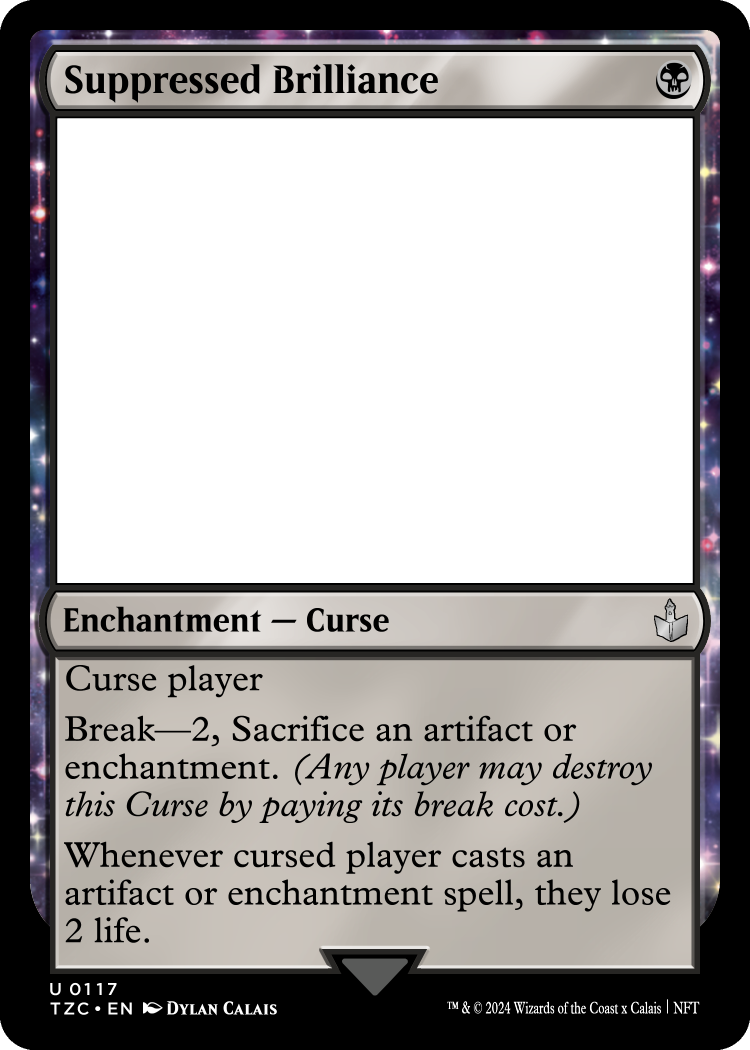 Suppressed Brilliance
Enchantment — Curse
Curse player
Break—2, Sacrifice an artifact or
enchantment. (Any player may destroy
this Curse by paying its break cost.)
Whenever cursed player casts an
artifact or enchantment spell, they lose
2 life.
U 0117
TZC • EN Dylan Calais
™ & © 2024 Wizards of the Coast x Calais | NFT